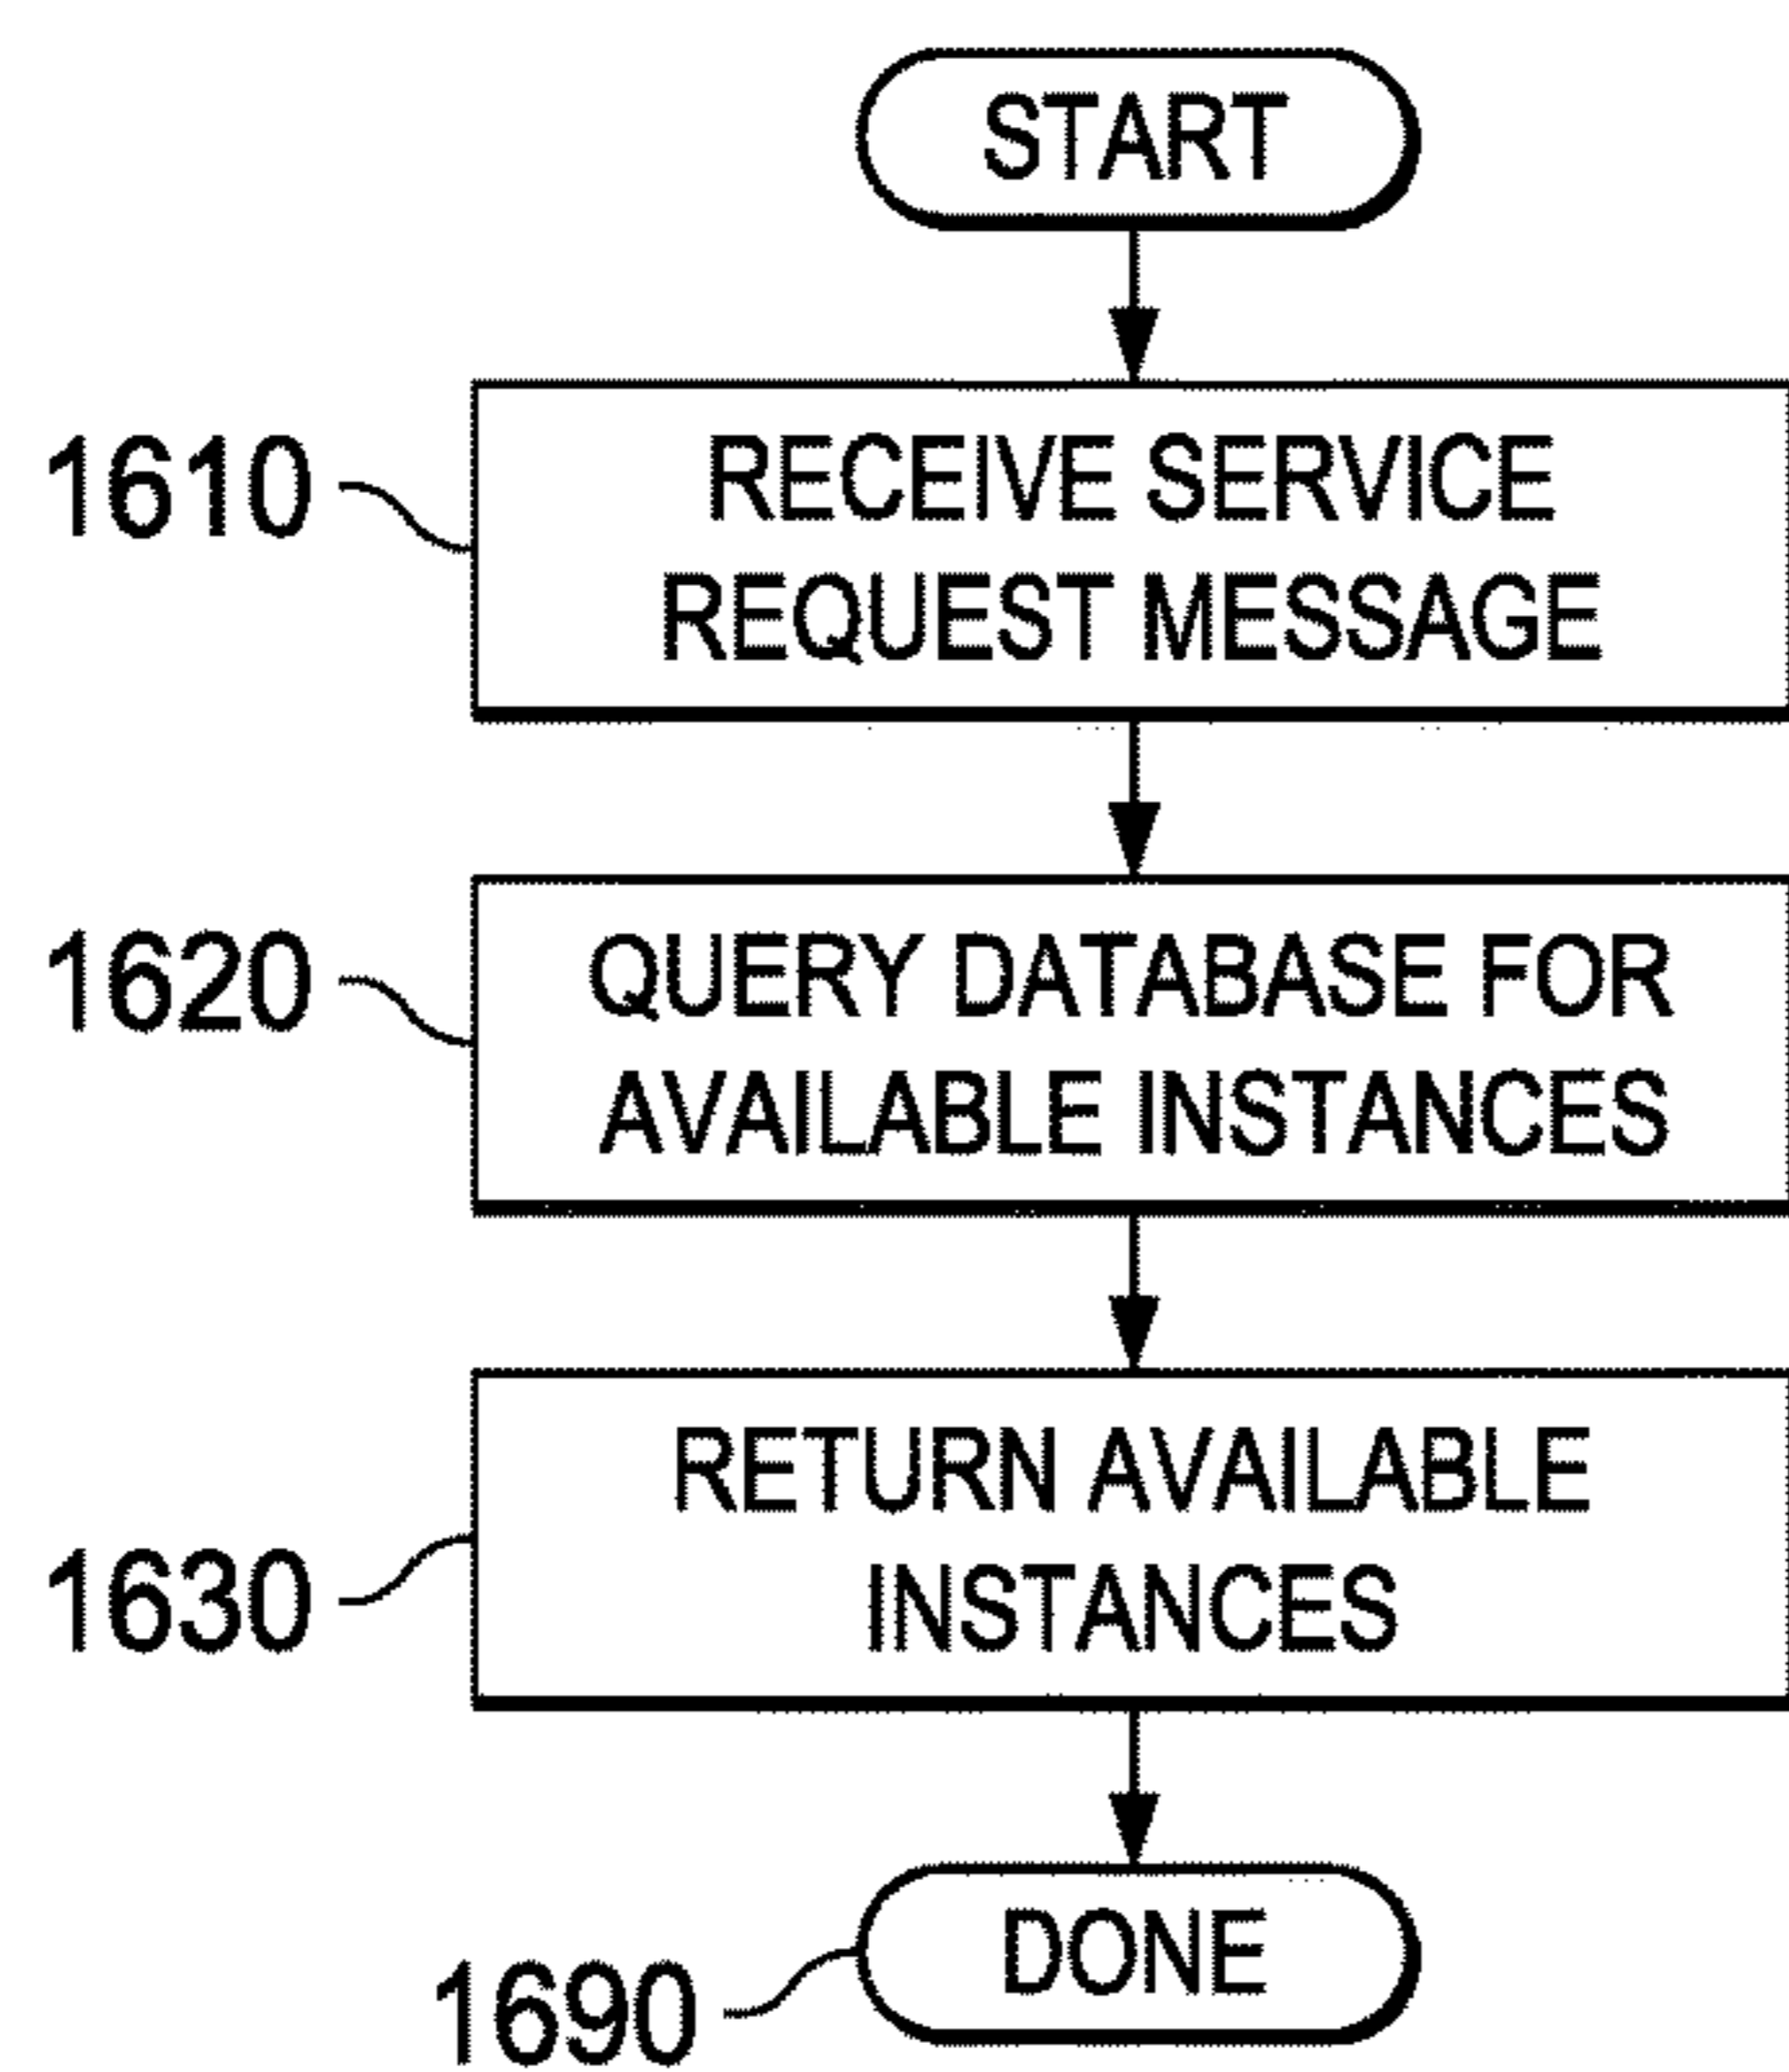 START
1610
RECEIVE SERVICE
REQUEST MESSAGE
1620
QUERY DATABASE FOR
AVAILABLE INSTANCES
1630
RETURN AVAILABLE
INSTANCES
1690
DONE